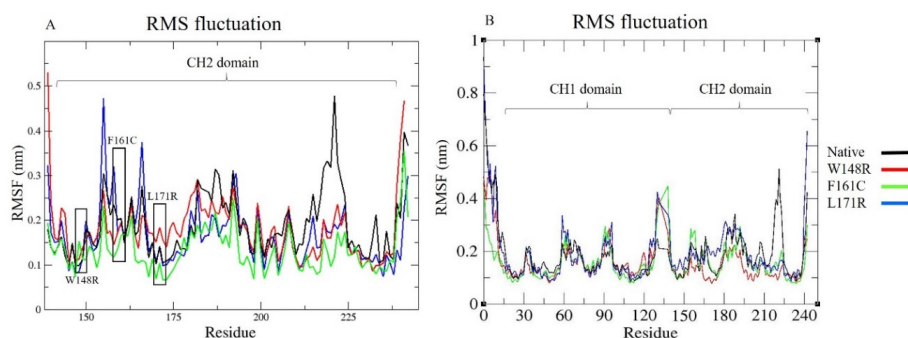 A
RMS fluctuation
CH2 domain
F161C
L171R
W148R
RMSF (nm)
0.5
0.4
0.3
0.2
0.1
0
150
175
200
225
Residue
B
RMS fluctuation
CH1 domain
CH2 domain
RMSF (nm)
1
0.8
0.6
0.4
0.2
0
0
30
60
90
120
150
180
210
240
Residue
Native
W148R
F161C
L171R